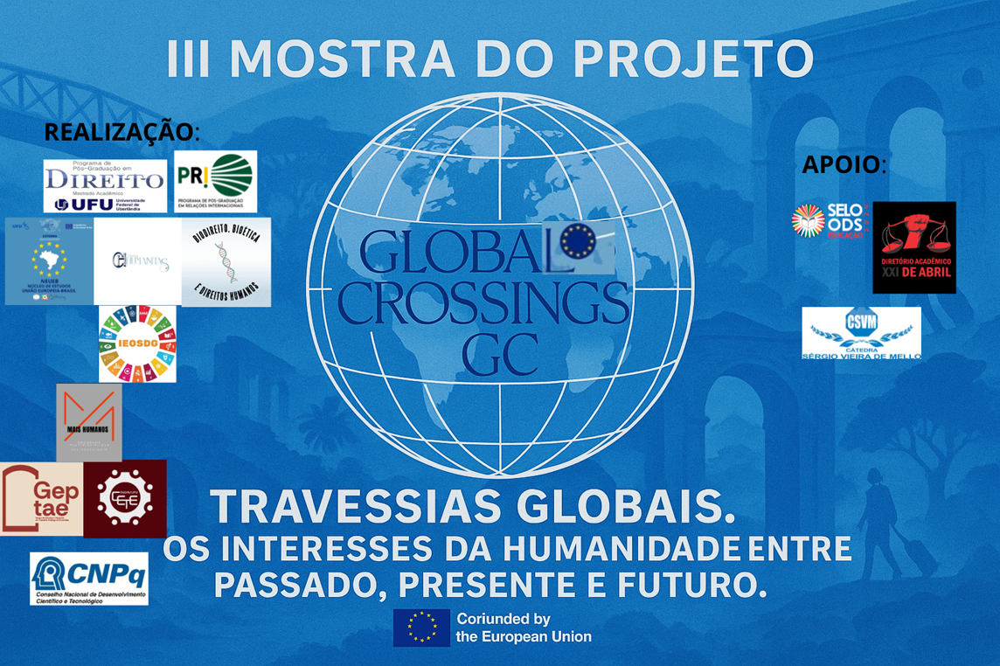 III MOSTRA DO PROJETO
REALIZAÇÃO:
Programa de
Pós-Graduação em
DIREITO
Mestrado Acadêmico
UFU Universidade
Federal de
Uberlândia
PR!
PROGRAMA DE PÓS-GRADUAÇÃO
EM RELAÇÕES INTERNACIONAIS
NEUEB
NÚCLEO DE ESTUDOS
UNIÃO EUROPEIA-BRASIL
HUMANITAS
BIODIREITO, BIOÉTICA
E DIREITOS HUMANOS
IEOSDG
MAIS HUMANOS
Gep
tae
CNPq
Conselho Nacional de Desenvolvimento
Científico e Tecnológico
APOIO:
SELO
ODS
EDUCAÇÃO
DIRETÓRIO ACADÊMICO
XXI DE ABRIL
CSVM
CÁTEDRA
SÉRGIO VIEIRA DE MELLO
GLOBAL
CROSSINGS
GC
TRAVESSIAS GLOBAIS.
OS INTERESSES DA HUMANIDADE ENTRE
PASSADO, PRESENTE E FUTURO.
Coriunded by
the European Union